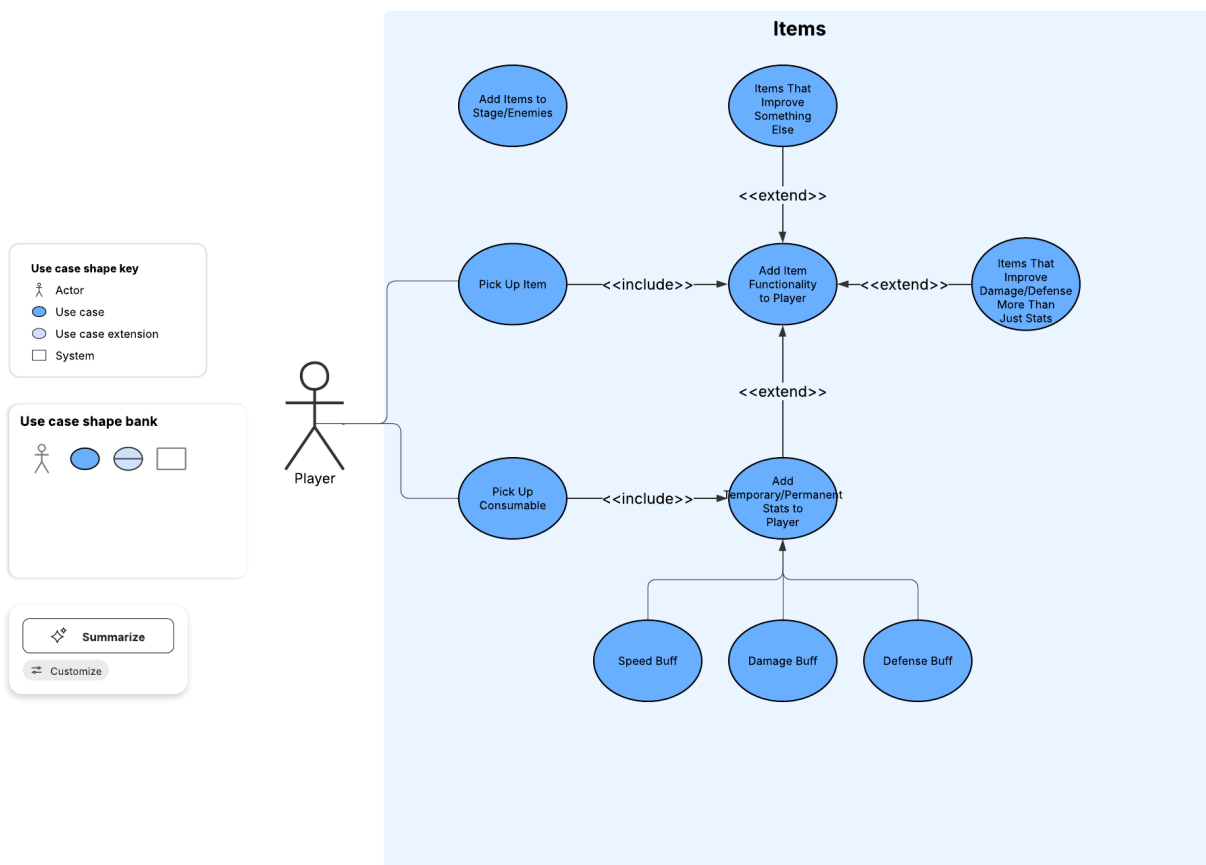 Items
Add Items to
Stage/Enemies
Items That
Improve
Something
Else
<<extend>>
Use case shape key
Actor
Use case
Use case extension
System
Pick Up Item
<<include>>
Add Item
Functionality
to Player
<<extend>>
Items That
Improve
Damage/Defense
More Than
Just Stats
<<extend>>
Use case shape bank
Player
Pick Up
Consumable
<<include>>
Add
Temporary/Permanent
Stats to
Player
Summarize
Customize
Speed Buff
Damage Buff
Defense Buff